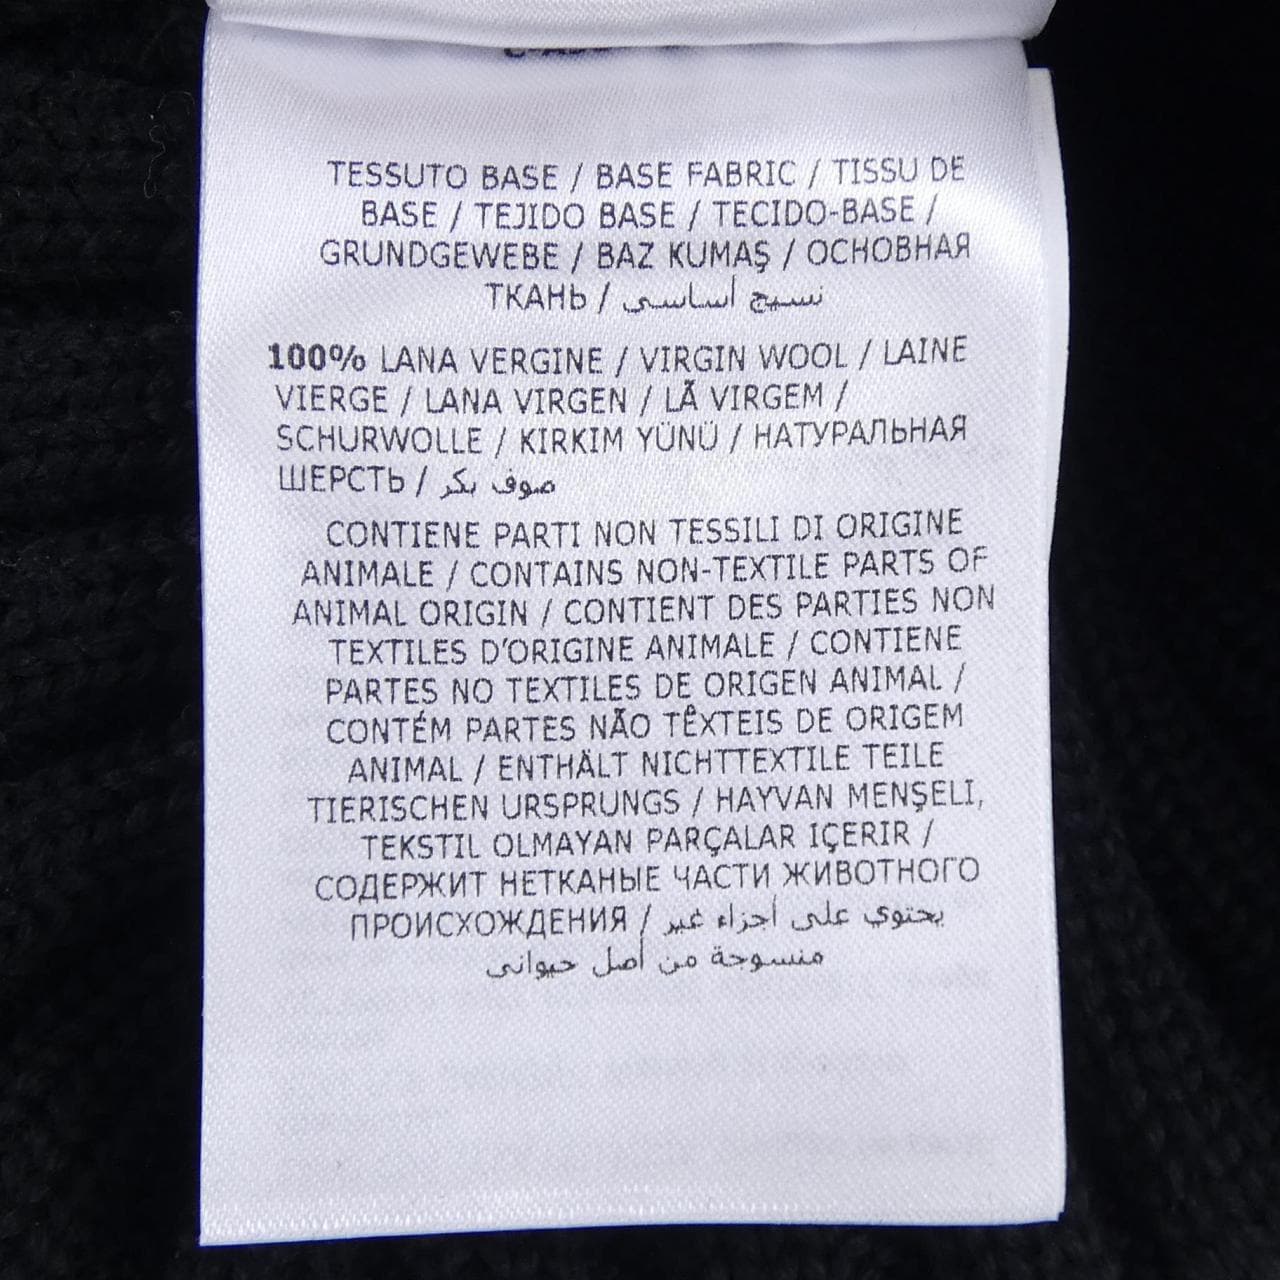 TESSUTO BASE / BASE FABRIC / TISSU DE
BASE / TEJIDO BASE / TECIDO-BASE /
GRUNDGEWEBE / BAZ KUMAŞ / ОСНОВНАЯ
ТКАНЬ / نسيج أساسي
100% LANA VERGINE / VIRGIN WOOL / LAINE
VIERGE / LANA VIRGEN / LÃ VIRGEM /
SCHURWOLLE / KIRKIM YÜNÜ / НАТУРАЛЬНАЯ
ШЕРСТЬ / صوف بكر
CONTIENE PARTI NON TESSILI DI ORIGINE
ANIMALE / CONTAINS NON-TEXTILE PARTS OF
ANIMAL ORIGIN / CONTIENT DES PARTIES NON
TEXTILES D'ORIGINE ANIMALE / CONTIENE
PARTES NO TEXTILES DE ORIGEN ANIMAL /
CONTÉM PARTES NÃO TÊXTEIS DE ORIGEM
ANIMAL / ENTHÄLT NICHTTEXTILE TEILE
TIERISCHEN URSPRUNGS / HAYVAN MENŞELI,
TEKSTIL OLMAYAN PARÇALAR IÇERIR /
СОДЕРЖИТ НЕТКАНЫЕ ЧАСТИ ЖИВОТНОГО
ПРОИСХОЖДЕНИЯ / يحتوي على أجزاء غير
منسوجة من أصل حيواني